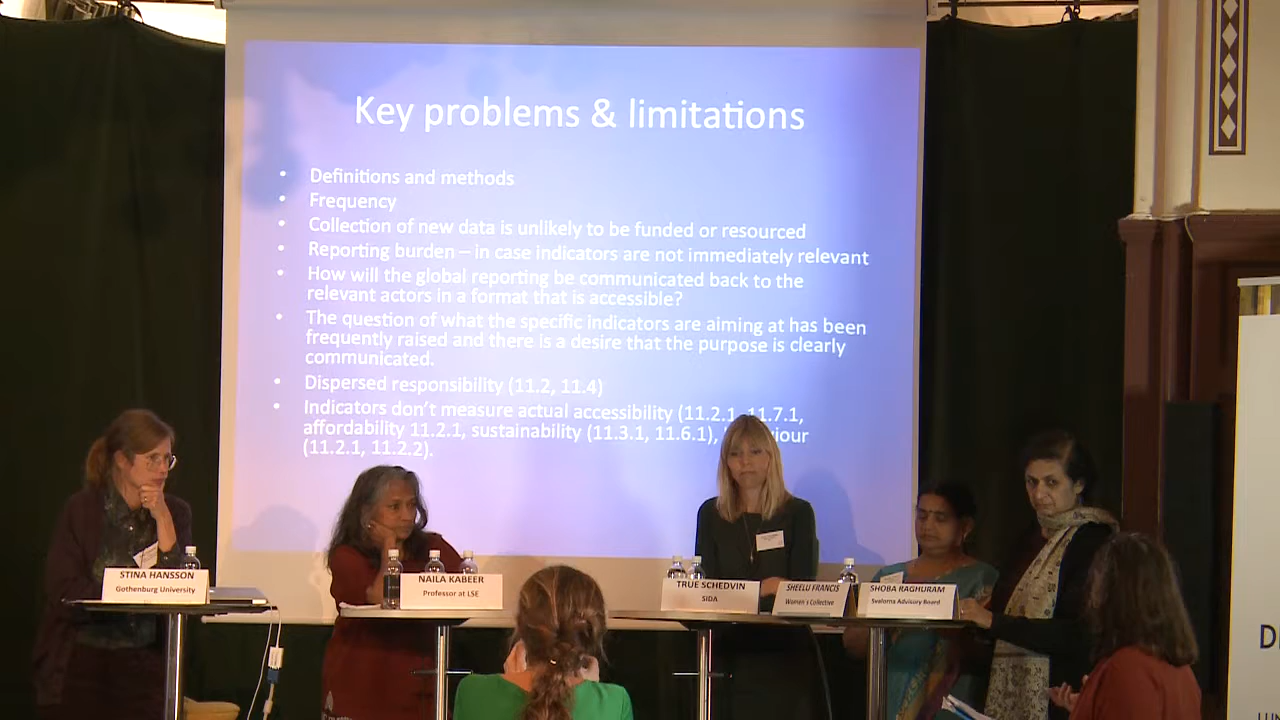 Key problems & limitations
• Definitions and methods
• Frequency
• Collection of new data is unlikely to be funded or resourced
• Reporting burden – in case indicators are not immediately relevant
• How will the global reporting be communicated back to the
relevant actors in a format that is accessible?
• The question of what the specific indicators are aiming at has been
frequently raised and there is a desire that the purpose is clearly
communicated.
• Dispersed responsibility (11.2, 11.4)
• Indicators don't measure actual accessibility (11.2.1, 11.7.1,
affordability 11.2.1, sustainability (11.3.1, 11.6.1),
(11.2.1, 11.2.2).
STINA HANSSON
Gothenburg University
NAILA KABEER
Professor at LSE
TRUE SCHEDVIN
SIDA
SHEELU FRANCIS
Women's Collective
SHOBA RAGHURAM
Svalorna Advisory Board